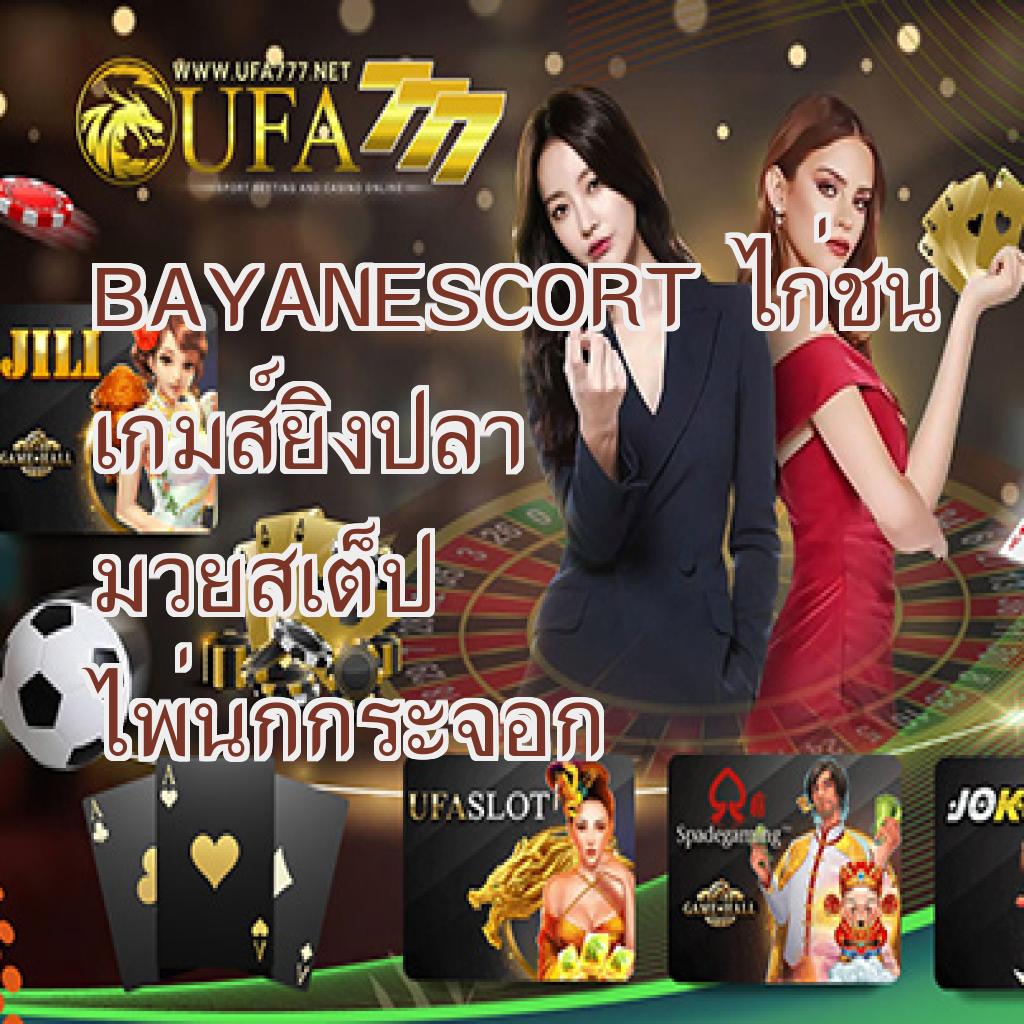 WWW.UFA777.NET
UFA777
SPORT BETTING AND CASINO ONLINE
BAYANESCORT ไก่ชน
JILI
เกมส์ยิงปลา
GAME HALL
มวยสเต็ป
ไพ่นกกระจอก
UFASLOT
Spadegaming
GAME HALL
A
A